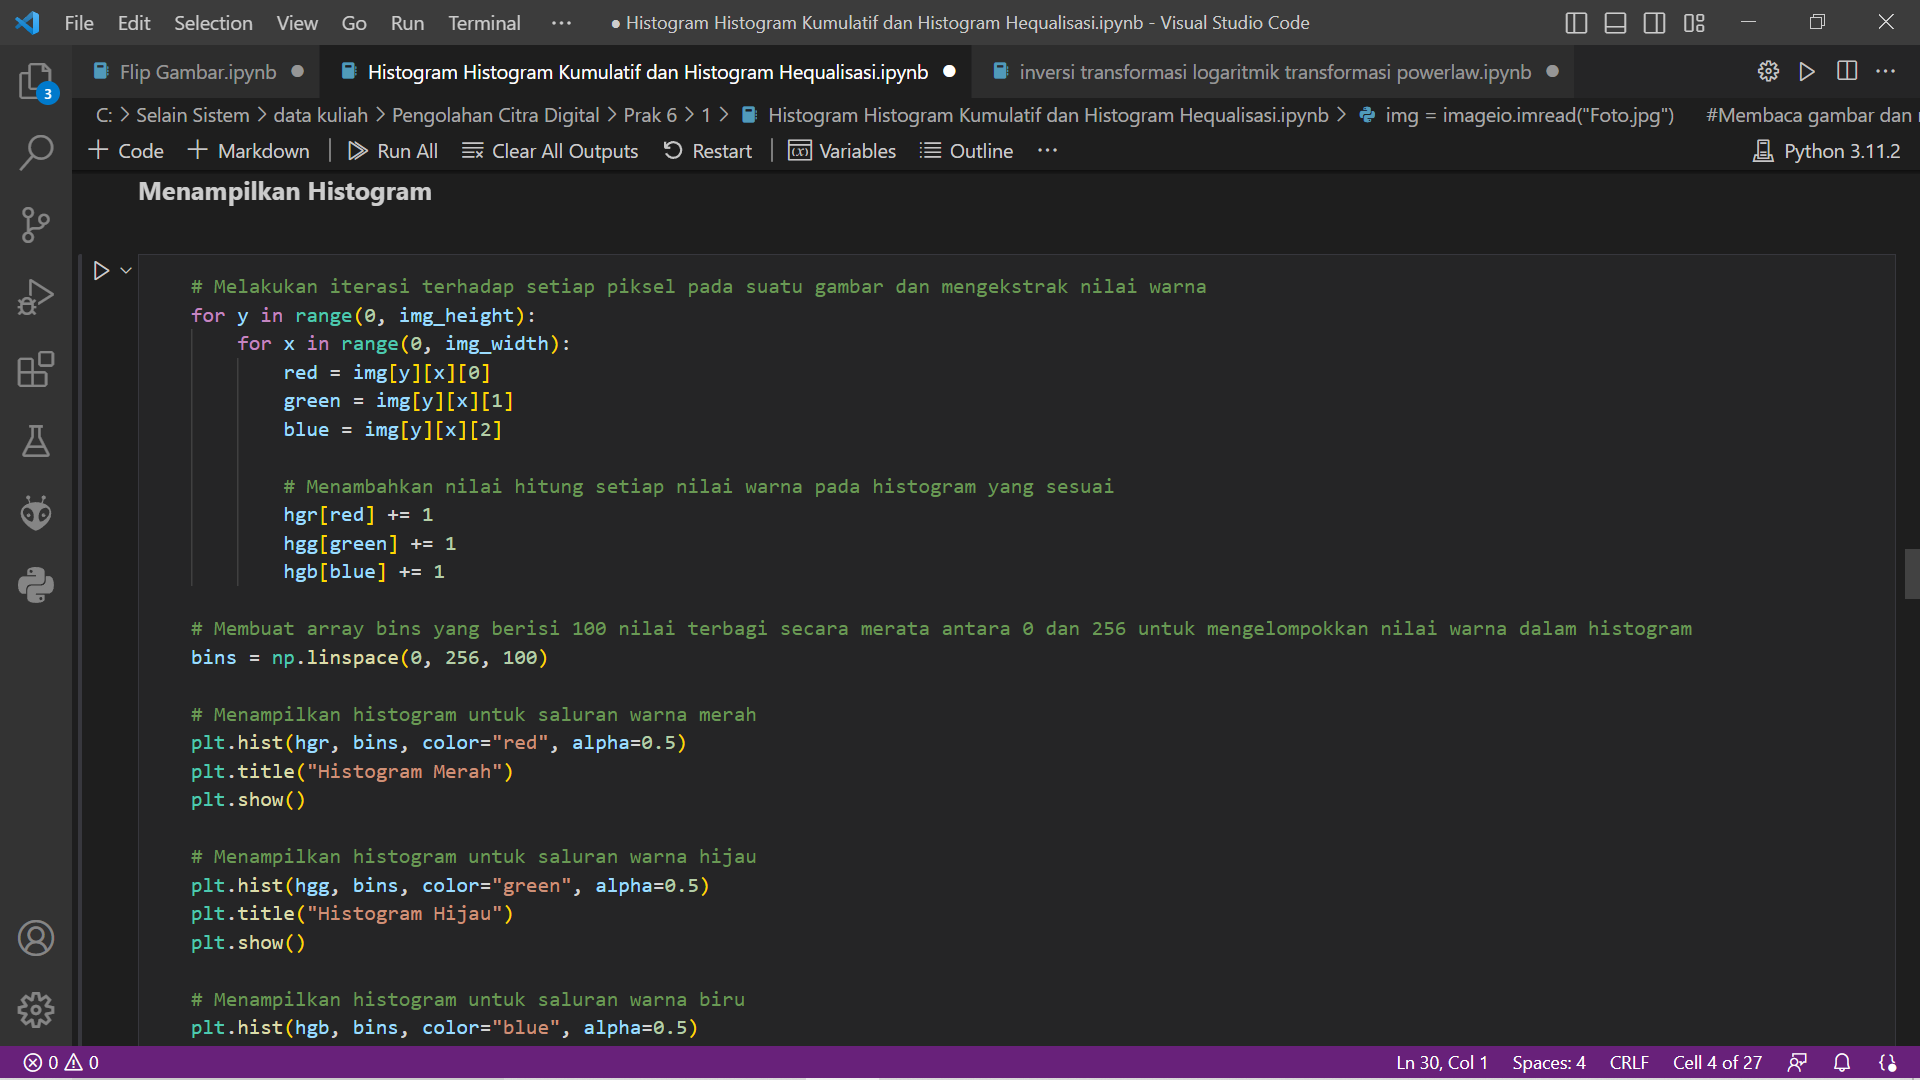 File Edit Selection View Go Run Terminal ··· ● Histogram Histogram Kumulatif dan Histogram Hequalisasi.ipynb - Visual Studio Code
3
Flip Gambar.ipynb ● Histogram Histogram Kumulatif dan Histogram Hequalisasi.ipynb ● inversi transformasi logaritmik transformasi powerlaw.ipynb ●
C: > Selain Sistem > data kuliah > Pengolahan Citra Digital > Prak 6 > 1 > Histogram Histogram Kumulatif dan Histogram Hequalisasi.ipynb > img = imageio.imread("Foto.jpg") #Membaca gambar dan
+ Code + Markdown | Run All Clear All Outputs Restart | Variables Outline ··· Python 3.11.2
Menampilkan Histogram
# Melakukan iterasi terhadap setiap piksel pada suatu gambar dan mengekstrak nilai warna
for y in range(0, img_height):
    for x in range(0, img_width):
        red = img[y][x][0]
        green = img[y][x][1]
        blue = img[y][x][2]
        # Menambahkan nilai hitung setiap nilai warna pada histogram yang sesuai
        hgr[red] += 1
        hgg[green] += 1
        hgb[blue] += 1
# Membuat array bins yang berisi 100 nilai terbagi secara merata antara 0 dan 256 untuk mengelompokkan nilai warna dalam histogram
bins = np.linspace(0, 256, 100)
# Menampilkan histogram untuk saluran warna merah
plt.hist(hgr, bins, color="red", alpha=0.5)
plt.title("Histogram Merah")
plt.show()
# Menampilkan histogram untuk saluran warna hijau
plt.hist(hgg, bins, color="green", alpha=0.5)
plt.title("Histogram Hijau")
plt.show()
# Menampilkan histogram untuk saluran warna biru
plt.hist(hgb, bins, color="blue", alpha=0.5)
0 0 Ln 30, Col 1 Spaces: 4 CRLF Cell 4 of 27